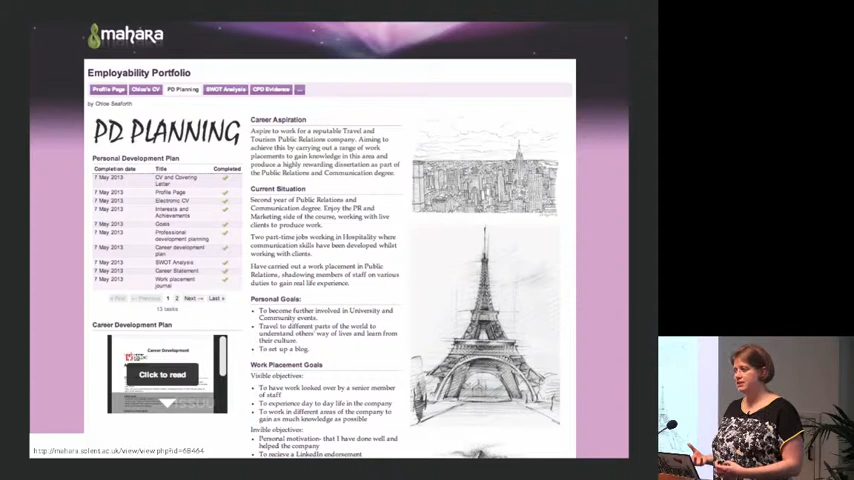 mahara
Employability Portfolio
Profile Page
Chloe's CV
PD Planning
SWOT Analysis
CPD Evidence
...
by Chloe Seaforth
PD PLANNING
Personal Development Plan
Completion date Title Completed
7 May 2013 CV and Covering
Letter
7 May 2013 Profile Page
7 May 2013 Electronic CV
7 May 2013 Interests and
Achievements
7 May 2013 Goals
7 May 2013 Professional
development planning
7 May 2013 Career development
plan
7 May 2013 SWOT Analysis
7 May 2013 Career Statement
7 May 2013 Work placement
journal
1 2 Next → Last »
13 tasks
Career Development Plan
Career Development
Click to read
Career Aspiration
Aspire to work for a reputable Travel and
Tourism Public Relations company. Aiming to
achieve this by carrying out a range of work
placements to gain knowledge in this area and
produce a highly rewarding dissertation as part of
the Public Relations and Communication degree.
Current Situation
Second year of Public Relations and
Communication degree. Enjoy the PR and
Marketing side of the course, working with live
clients to produce work.
Two part-time jobs working in Hospitality where
communication skills have been developed whilst
working with clients.
Have carried out a work placement in Public
Relations, shadowing members of staff on various
duties to gain real life experience.
Personal Goals:
• To become further involved in University and
Community events.
• Travel to different parts of the world to
understand others' way of lives and learn from
their culture.
• To set up a blog.
Work Placement Goals
Visible objectives:
• To have work looked over by a senior member
of staff
• To experience day to day life in the company
• To work in different areas of the company to
gain as much knowledge as possible
Invible objectives:
• Personal motivation- that I have done well and
helped the company
• To recieve a LinkedIn endorsement
http://mahara.solent.ac.uk/view/view.php?id=68464